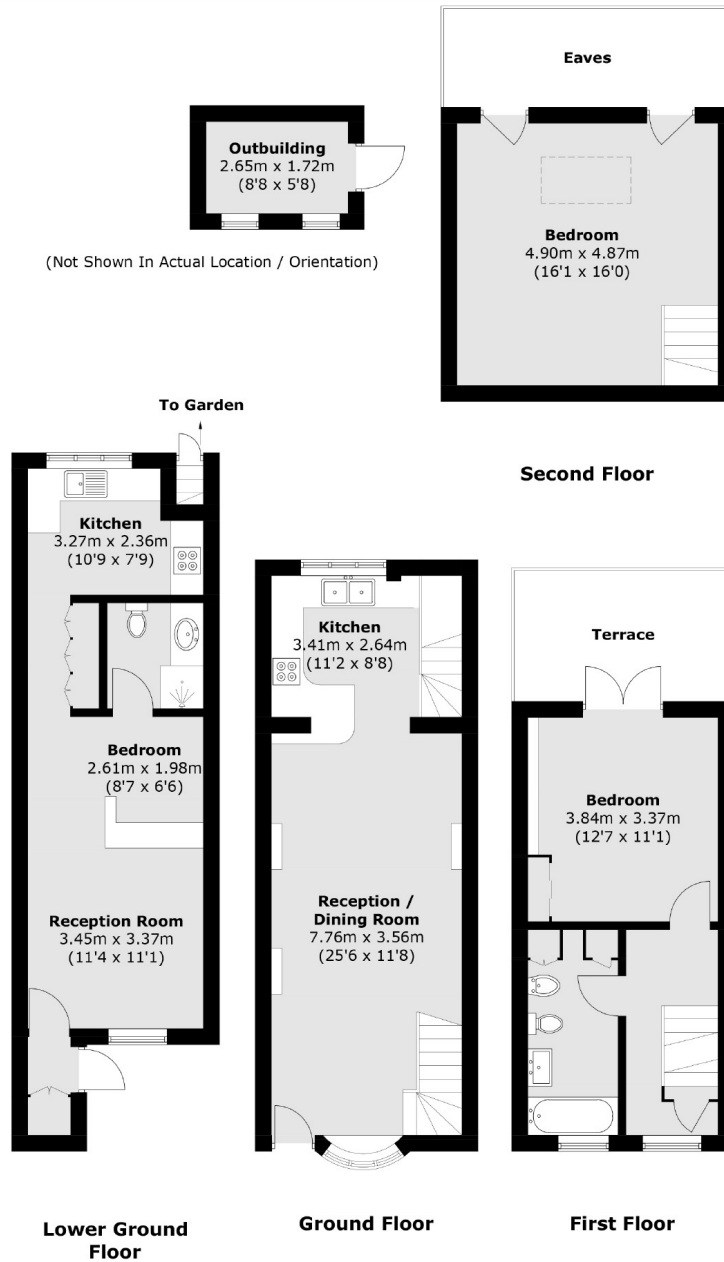 Eaves
Outbuilding
2.65m x 1.72m
(8'8 x 5'8)
(Not Shown In Actual Location / Orientation)
Bedroom
4.90m x 4.87m
(16'1 x 16'0)
Second Floor
To Garden
Kitchen
3.27m x 2.36m
(10'9 x 7'9)
Bedroom
2.61m x 1.98m
(8'7 x 6'6)
Reception Room
3.45m x 3.37m
(11'4 x 11'1)
Lower Ground
Floor
Kitchen
3.41m x 2.64m
(11'2 x 8'8)
Reception /
Dining Room
7.76m x 3.56m
(25'6 x 11'8)
Ground Floor
Terrace
Bedroom
3.84m x 3.37m
(12'7 x 11'1)
First Floor